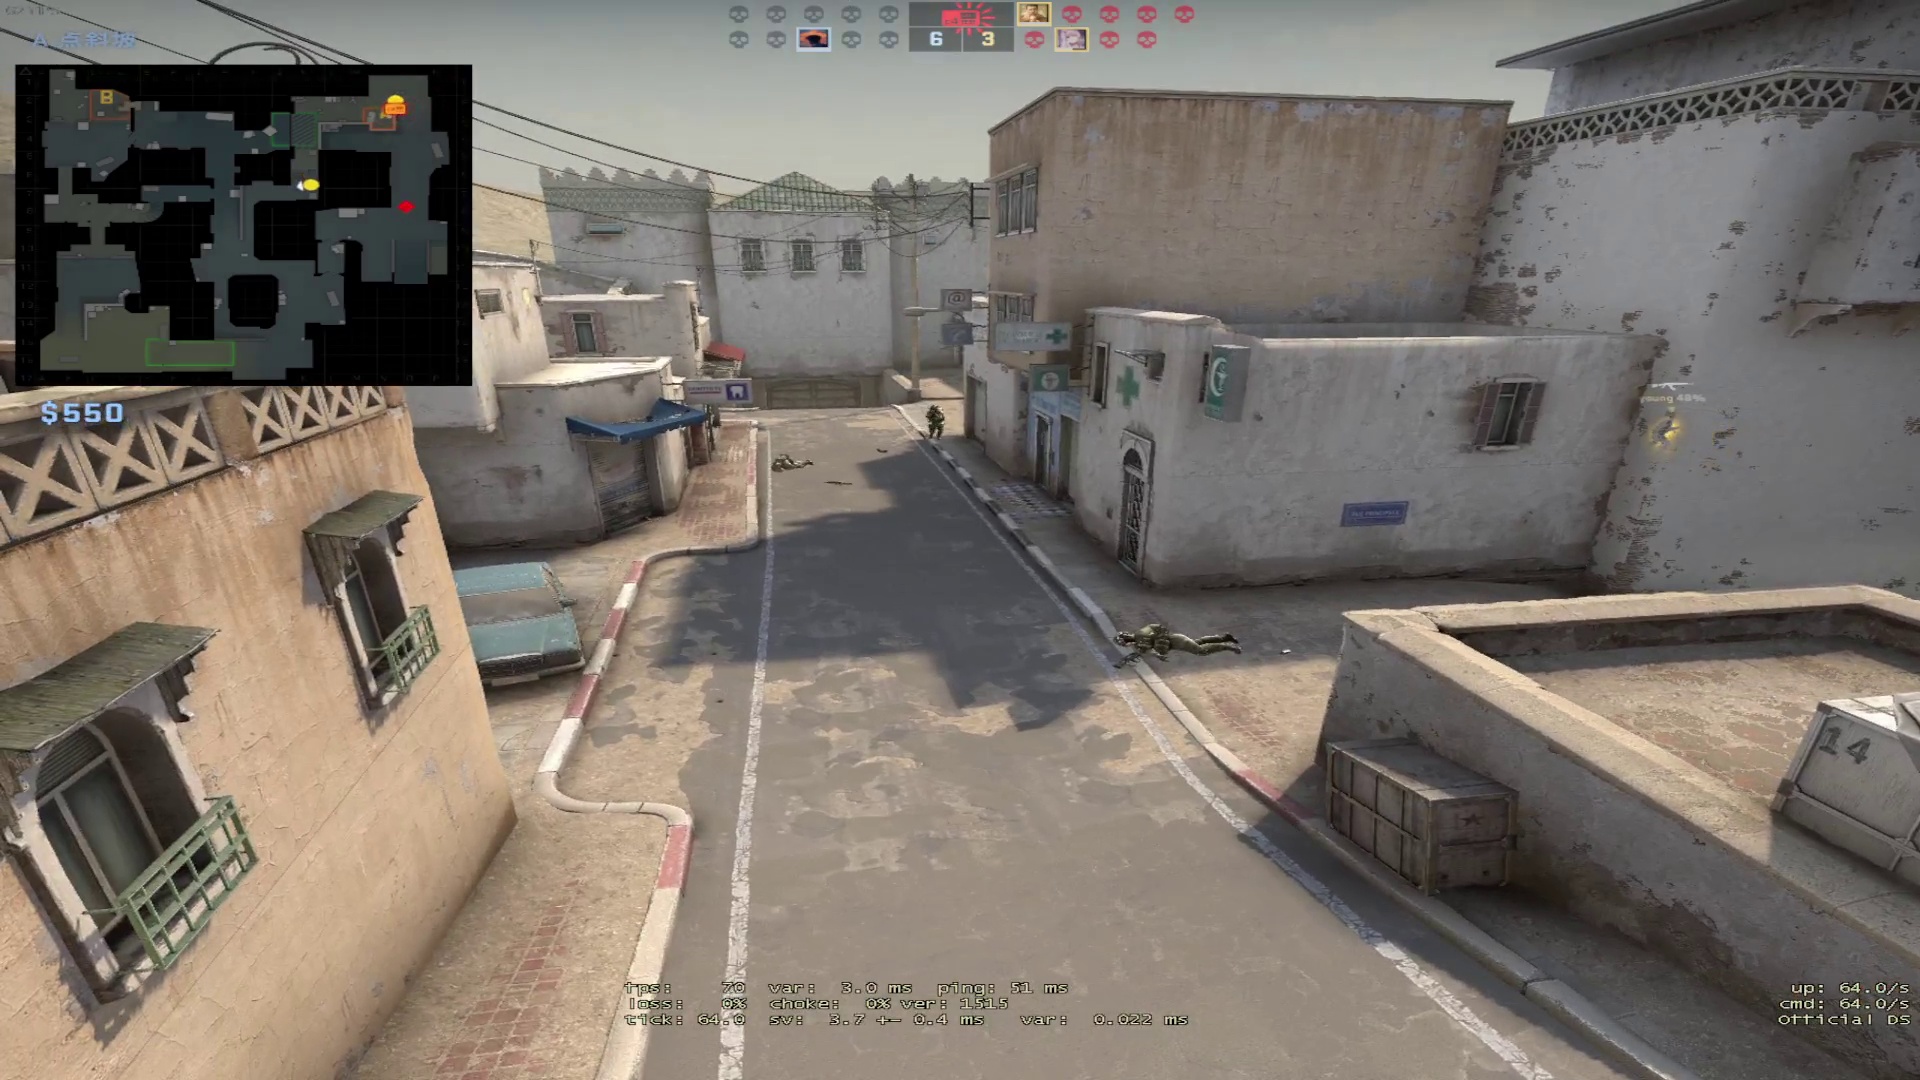 A 点斜坡
6 3
B
$550
@
young 48%
14
fps: 70 var: 3.0 ms ping: 51 ms
loss: 0% choke: 0% ver: 1515
tick: 64.0 sv: 3.7 +- 0.4 ms var: 0.022 ms
up: 64.0/s
cmd: 64.0/s
Official DS